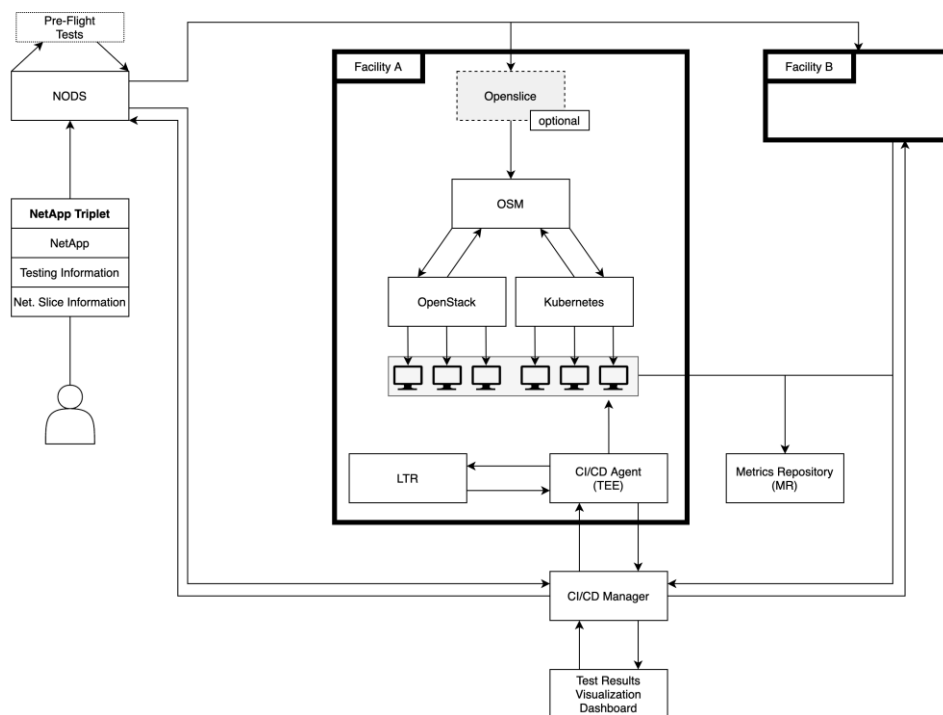 Pre-Flight
Tests
NODS
NetApp Triplet
NetApp
Testing Information
Net. Slice Information
Facility A
Openslice
optional
OSM
OpenStack
Kubernetes
LTR
CI/CD Agent
(TEE)
Facility B
Metrics Repository
(MR)
CI/CD Manager
Test Results
Visualization
Dashboard